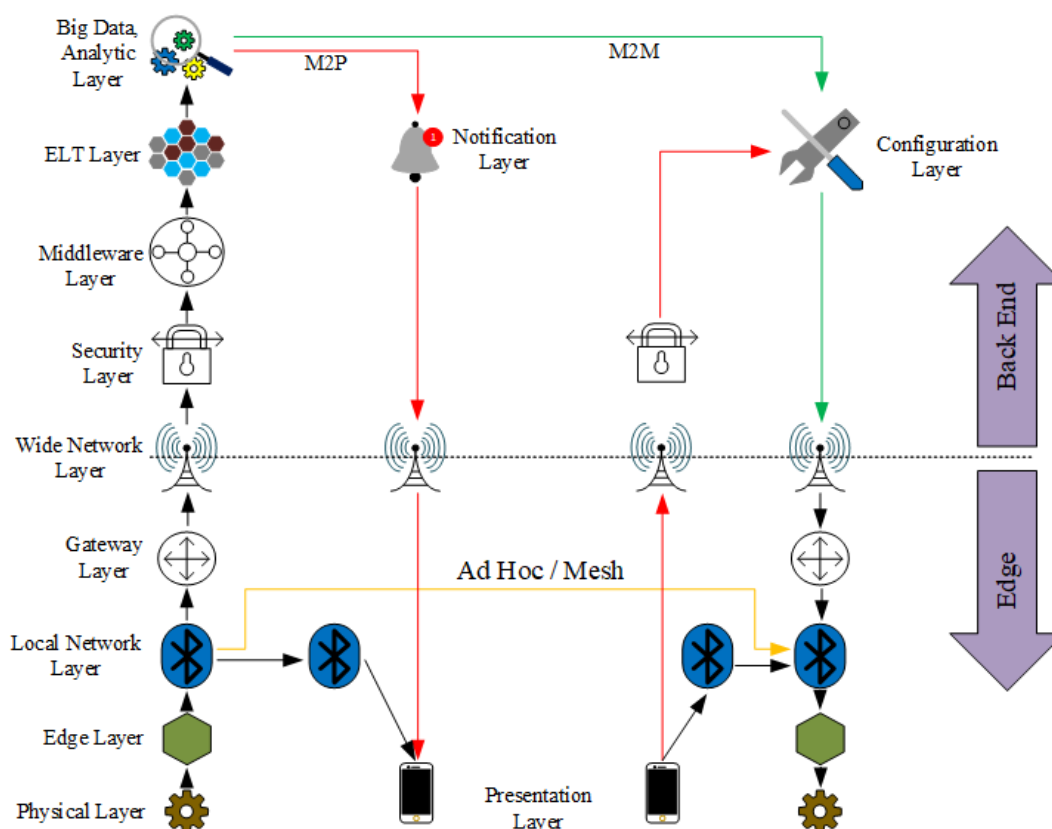 Big Data,
Analytic
Layer
M2P
M2M
1
Notification
Layer
Configuration
Layer
ELT Layer
Middleware
Layer
Security
Layer
Back End
Wide Network
Layer
Gateway
Layer
Ad Hoc / Mesh
Edge
Local Network
Layer
Edge Layer
Physical Layer
Presentation
Layer